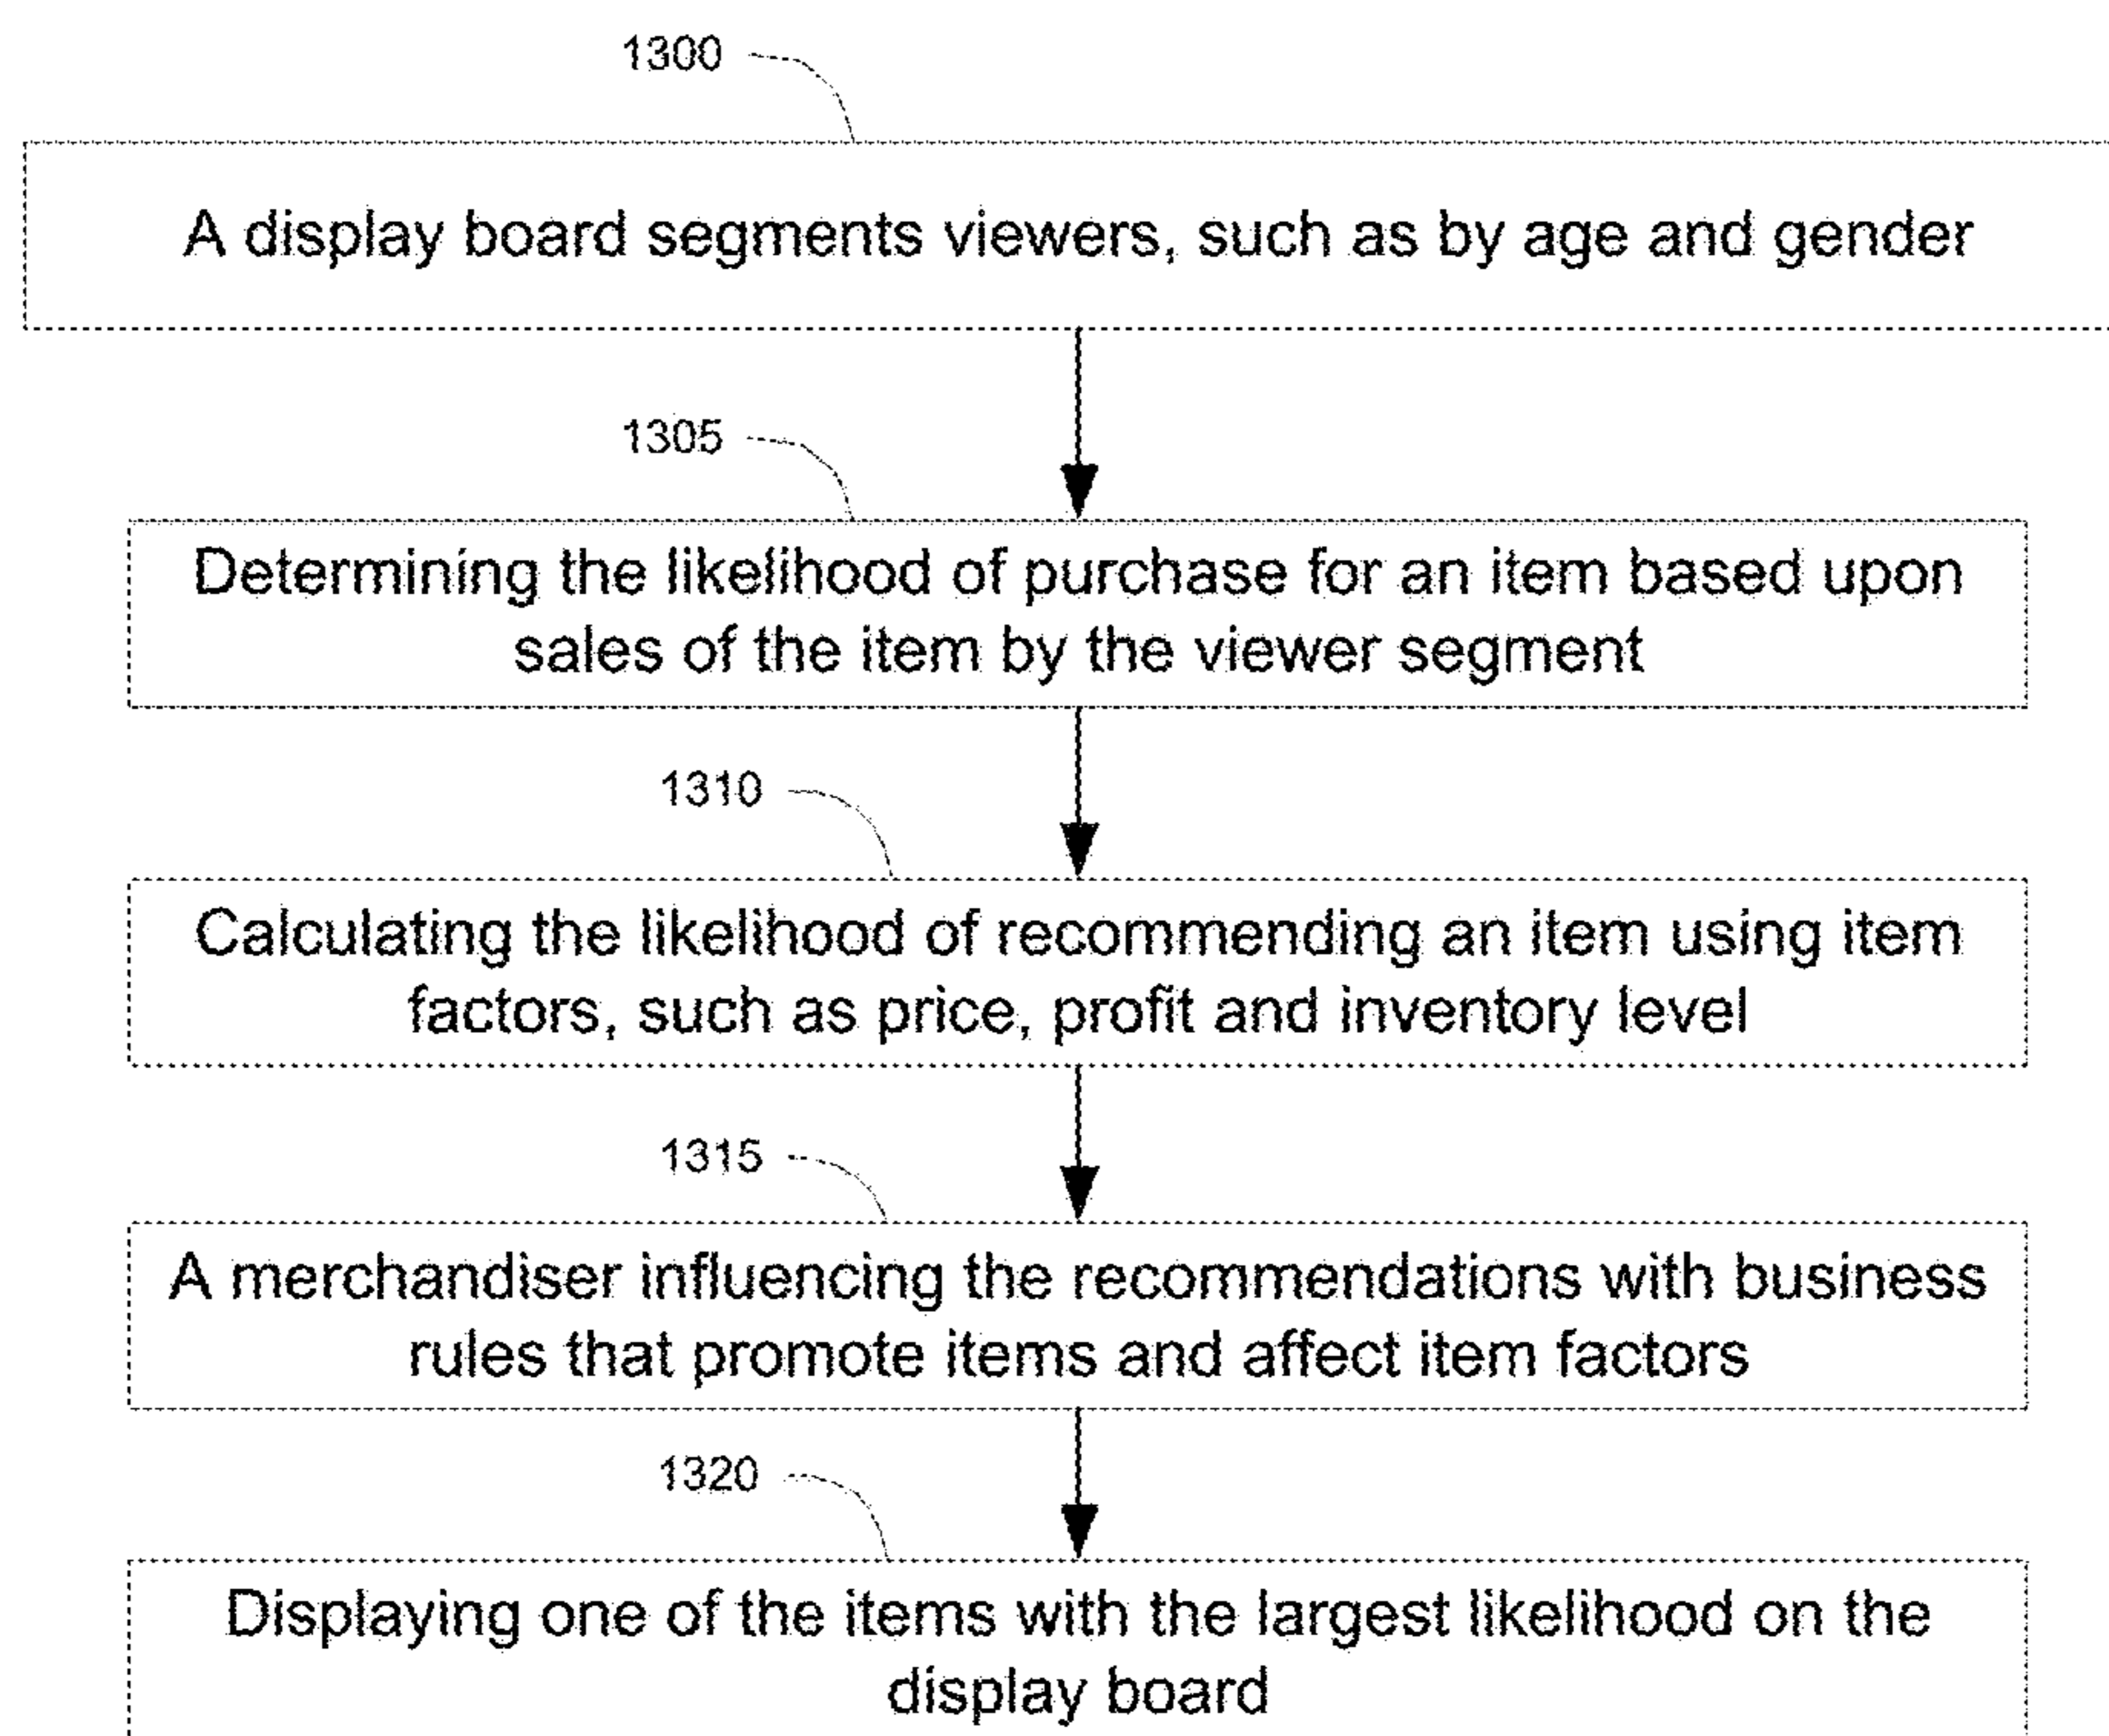 1300
A display board segments viewers, such as by age and gender
1305
Determining the likelihood of purchase for an item based upon
sales of the item by the viewer segment
1310
Calculating the likelihood of recommending an item using item
factors, such as price, profit and inventory level
1315
A merchandiser influencing the recommendations with business
rules that promote items and affect item factors
1320
Displaying one of the items with the largest likelihood on the
display board